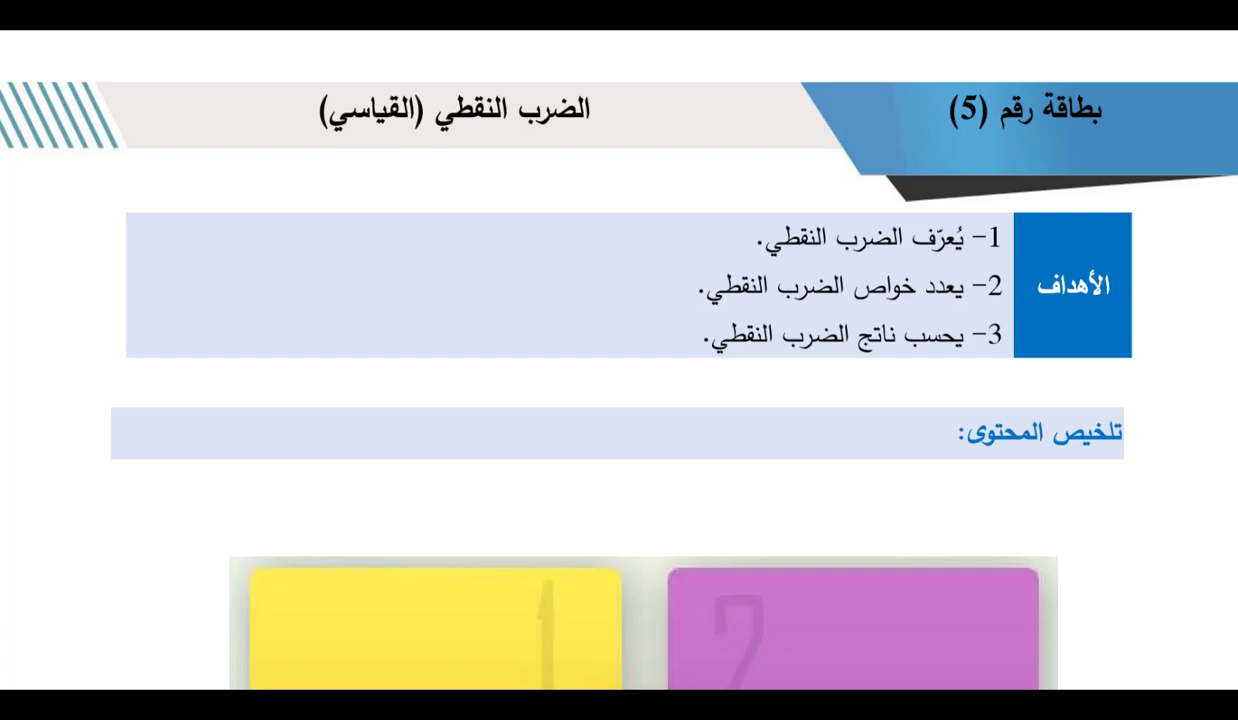 بطاقة رقم (5)
الضرب النقطي (القياسي)
الأهداف
1- يُعرّف الضرب النقطي.
2- يعدد خواص الضرب النقطي.
3- يحسب ناتج الضرب النقطي.
تلخيص المحتوى:
1
2